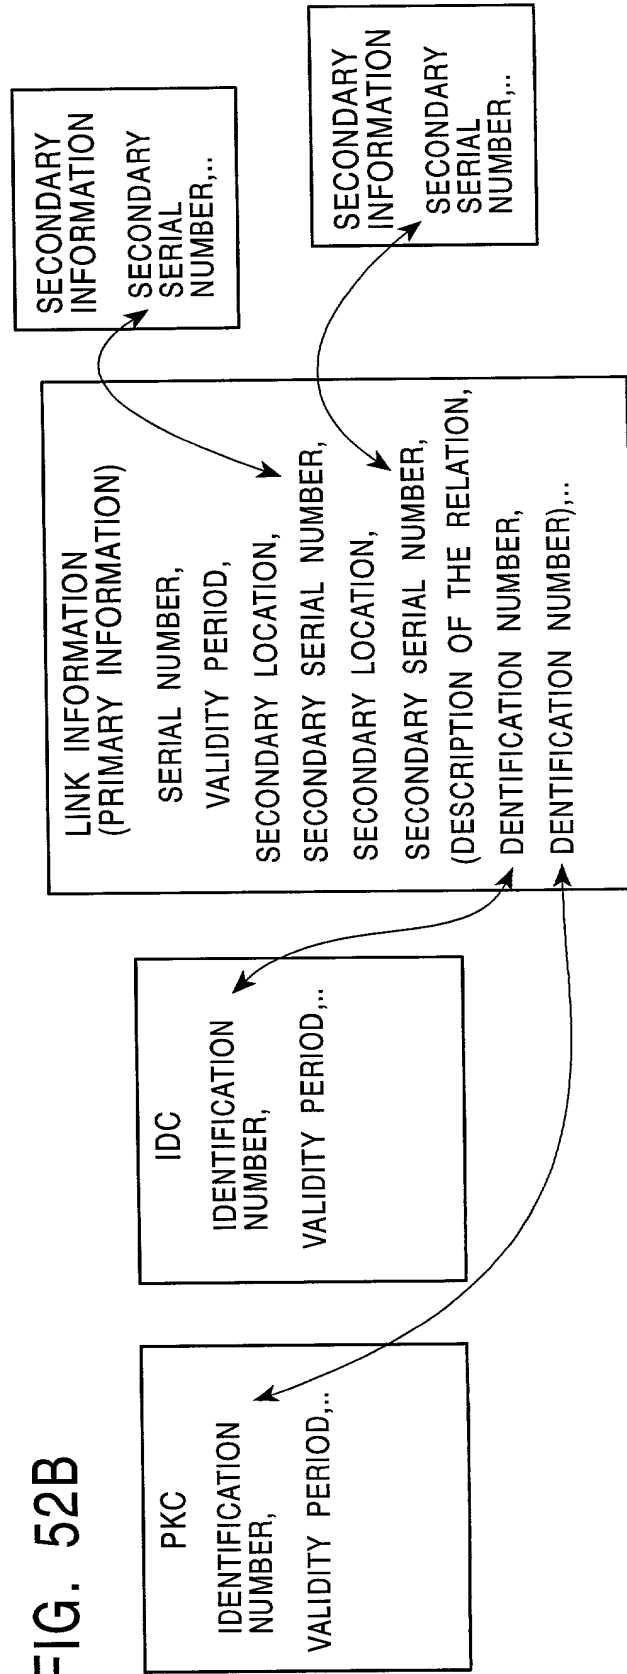 FIG. 52B
PKC
IDENTIFICATION
NUMBER,
VALIDITY PERIOD,..
IDC
IDENTIFICATION
NUMBER,
VALIDITY PERIOD,..
LINK INFORMATION
(PRIMARY INFORMATION)
SERIAL NUMBER,
VALIDITY PERIOD,
SECONDARY LOCATION,
SECONDARY SERIAL NUMBER,
SECONDARY LOCATION,
SECONDARY SERIAL NUMBER,
(DESCRIPTION OF THE RELATION,
DENTIFICATION NUMBER,
DENTIFICATION NUMBER),..
SECONDARY
INFORMATION
SECONDARY
SERIAL
NUMBER,..
SECONDARY
INFORMATION
SECONDARY
SERIAL
NUMBER,..